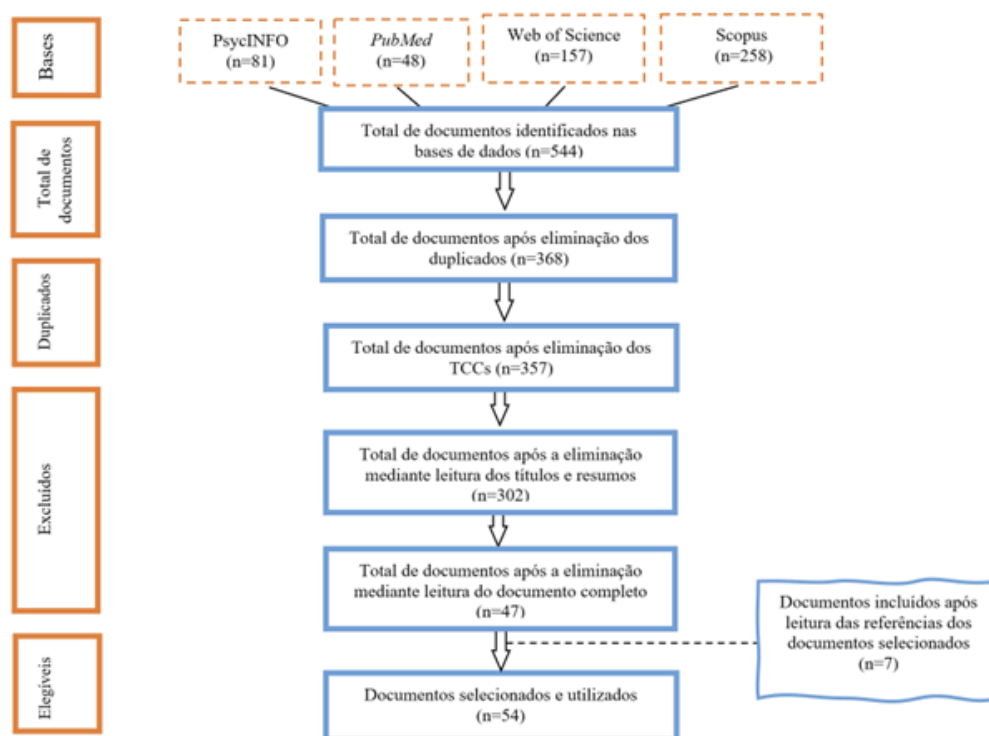 Bases
PsycINFO
(n=81)
PubMed
(n=48)
Web of Science
(n=157)
Scopus
(n=258)
Total de
documentos
Total de documentos identificados nas
bases de dados (n=544)
Total de documentos após eliminação dos
duplicados (n=368)
Duplicados
Total de documentos após eliminação dos
TCCs (n=357)
Excluídos
Total de documentos após a eliminação
mediante leitura dos títulos e resumos
(n=302)
Total de documentos após a eliminação
mediante leitura do documento completo
(n=47)
Documentos incluídos após
leitura das referências dos
documentos selecionados
(n=7)
Elegíveis
Documentos selecionados e utilizados
(n=54)